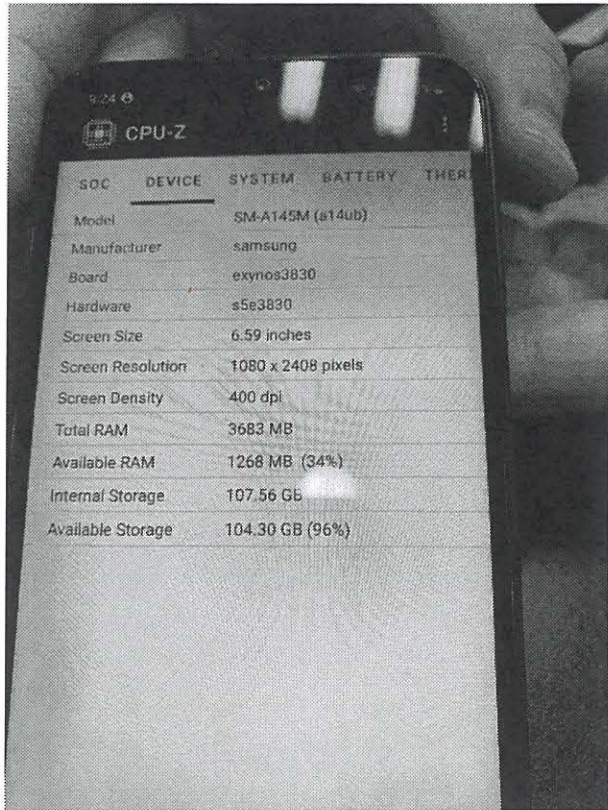 9:24
CPU-Z
SOC DEVICE SYSTEM BATTERY THER
Model SM-A145M (a14ub)
Manufacturer samsung
Board exynos3830
Hardware s5e3830
Screen Size 6.59 inches
Screen Resolution 1080 x 2408 pixels
Screen Density 400 dpi
Total RAM 3683 MB
Available RAM 1268 MB (34%)
Internal Storage 107.56 GB
Available Storage 104.30 GB (96%)